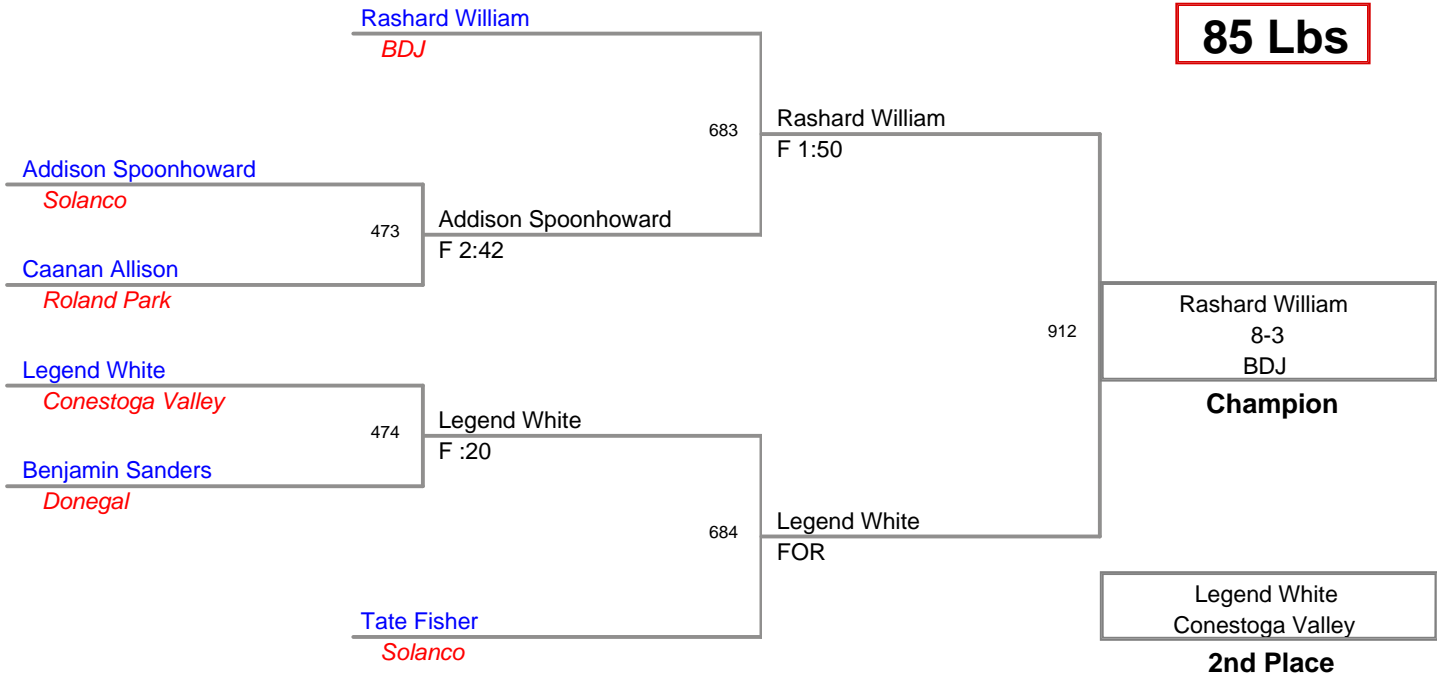 Rashard William
BDJ
85 Lbs
683
Rashard William
F 1:50
Addison Spoonhoward
Solanco
473
Addison Spoonhoward
F 2:42
Caanan Allison
Roland Park
912
Rashard William
8-3
BDJ
Champion
Legend White
Conestoga Valley
474
Legend White
F :20
Benjamin Sanders
Donegal
684
Legend White
FOR
Tate Fisher
Solanco
Legend White
Conestoga Valley
2nd Place